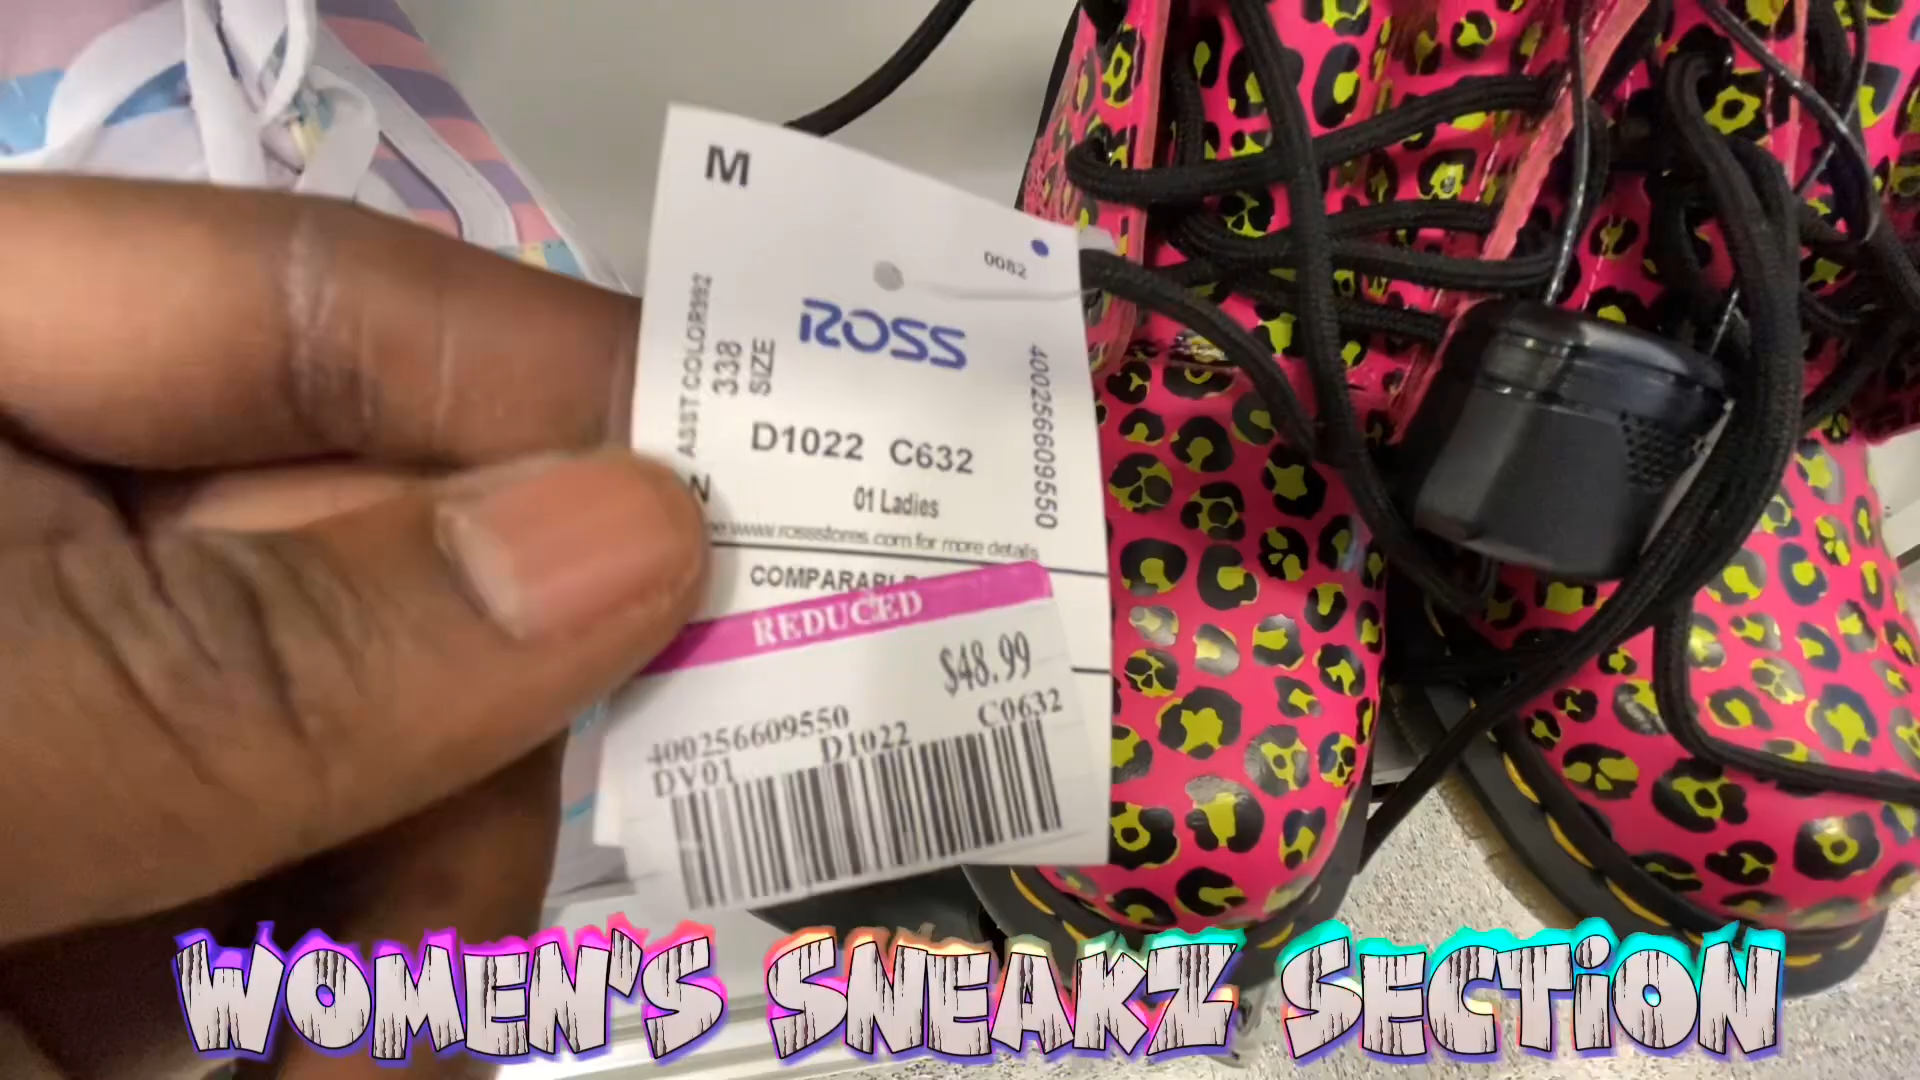 M
0082
ROSS
ASST COLOR992
338
SIZE
400256609550
D1022 C632
N
01 Ladies
www.rossstores.com for more details
REDUCED
$48.99
400256609550
D1022
C0632
DV01
WOMEN'S SNEAKZ SECTION